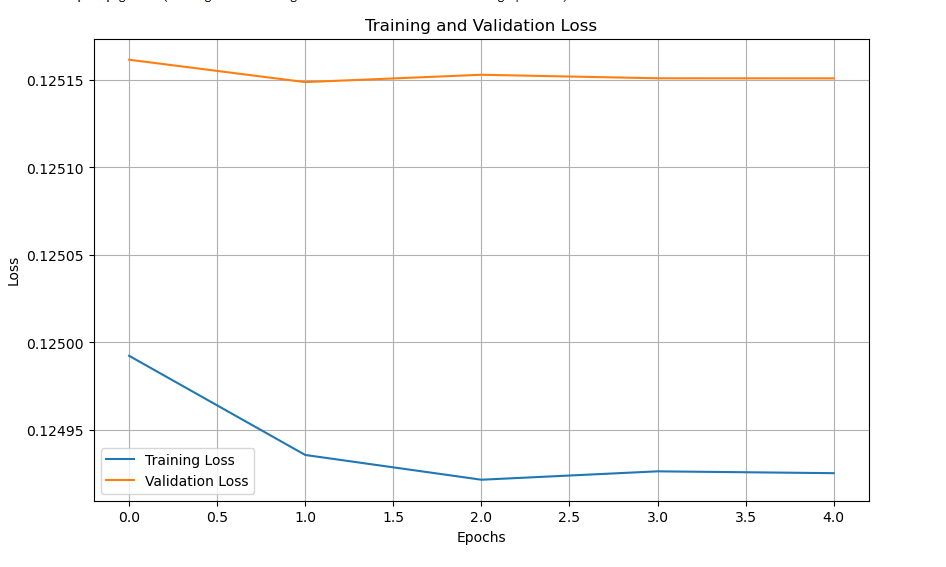 Training and Validation Loss
0.12515
0.12510
0.12505
0.12500
0.12495
Loss
Training Loss
Validation Loss
0.0 0.5 1.0 1.5 2.0 2.5 3.0 3.5 4.0
Epochs